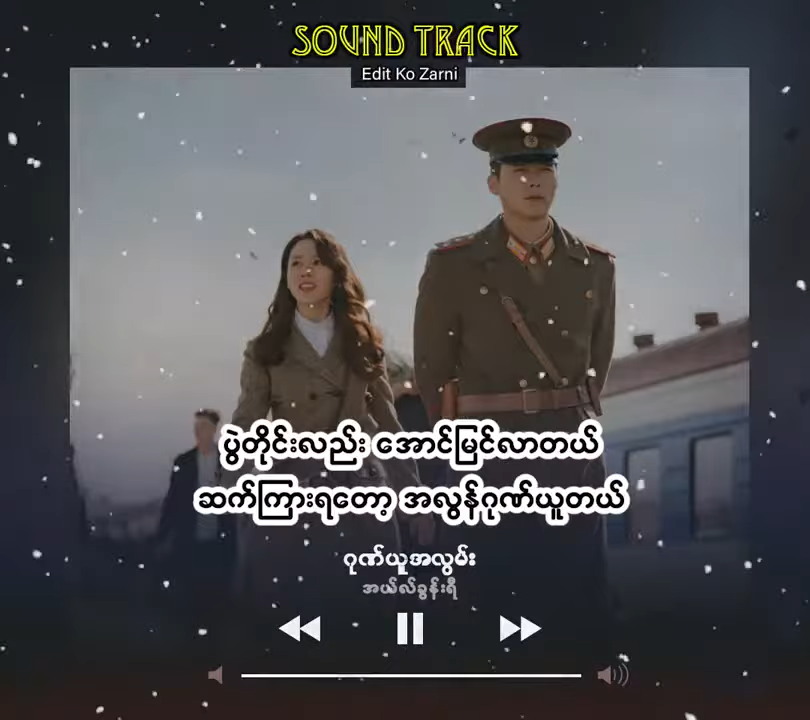 SOUND TRACK
Edit Ko Zarni
ပွဲတိုင်းလည်း အောင်မြင်လာတယ်
ဆက်ကြားရတော့ အလွန်ဂုဏ်ယူတယ်
ဂုဏ်ယူအလွမ်း
အယ်လ်ခွန်းရီ